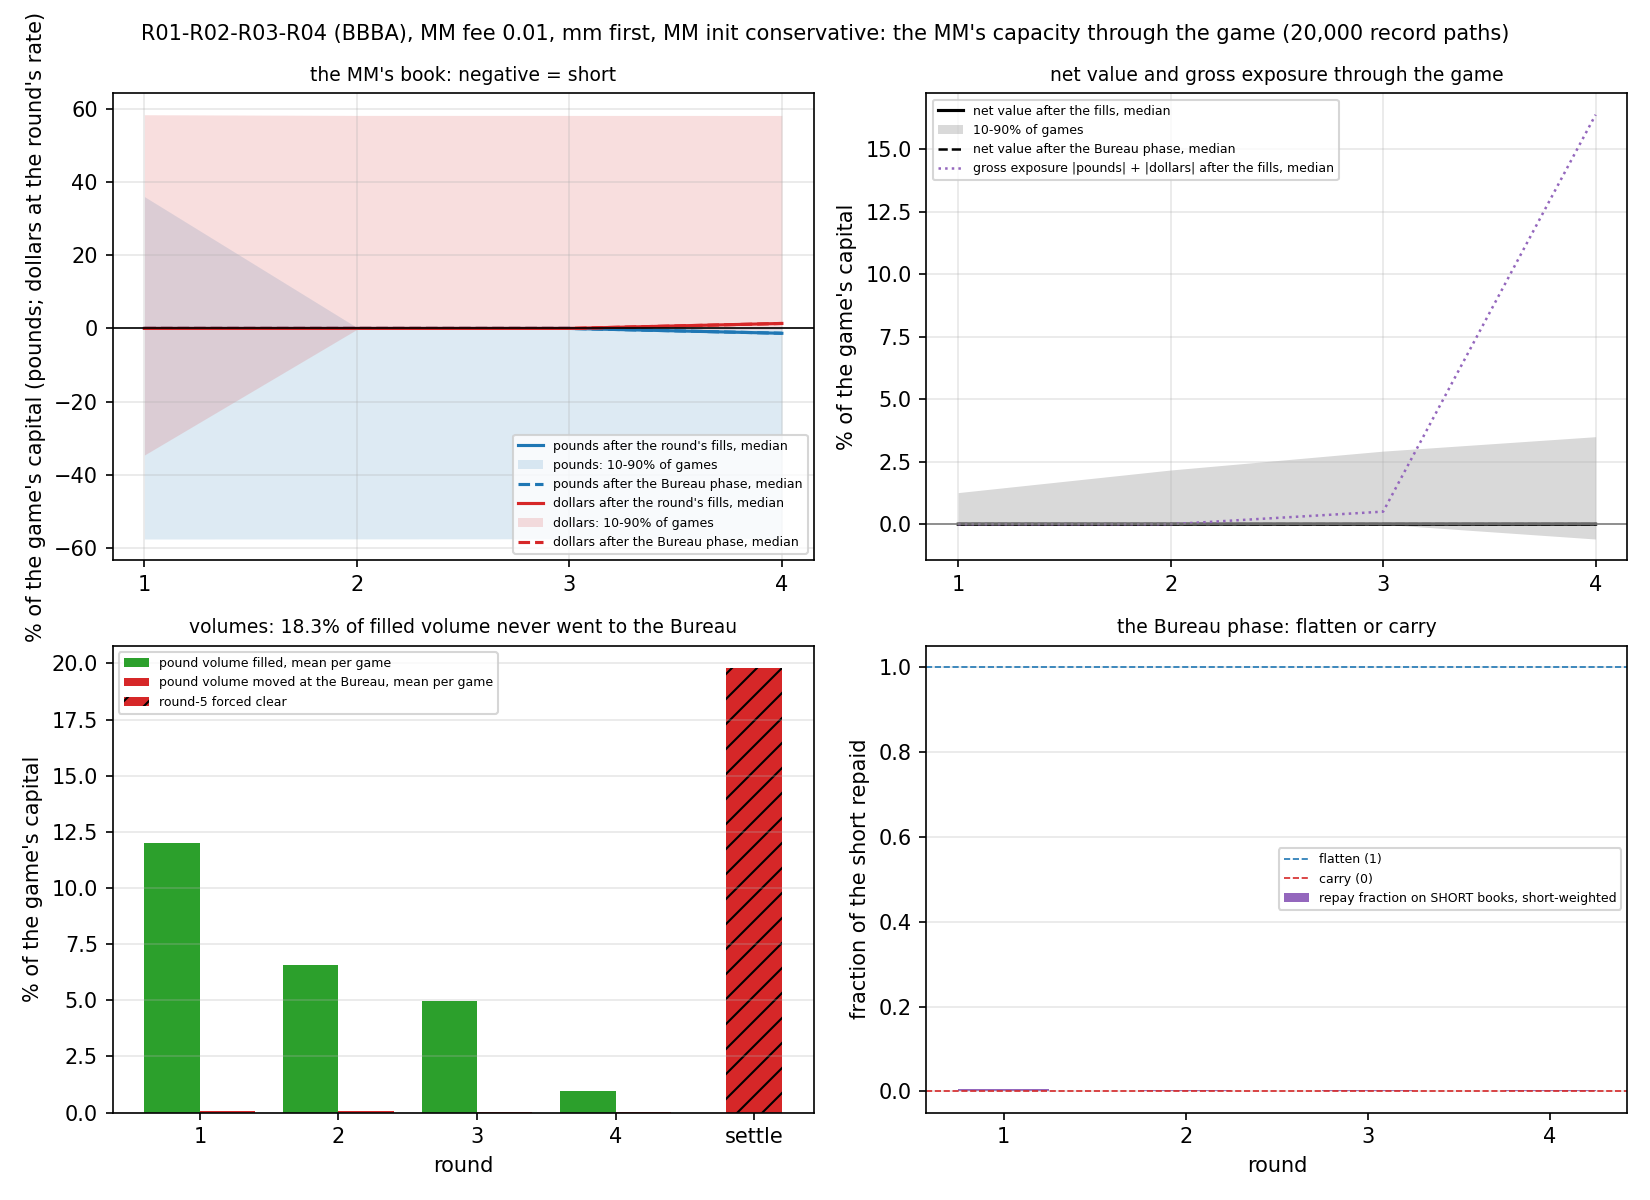 R01-R02-R03-R04 (BBBA), MM fee 0.01, mm first, MM init conservative: the MM's capacity through the game (20,000 record paths)
the MM's book: negative = short
% of the game's capital (pounds; dollars at the round's rate)
60
40
20
0
−20
−40
−60
1
2
3
4
pounds after the round's fills, median
pounds: 10-90% of games
pounds after the Bureau phase, median
dollars after the round's fills, median
dollars: 10-90% of games
dollars after the Bureau phase, median
net value and gross exposure through the game
% of the game's capital
15.0
12.5
10.0
7.5
5.0
2.5
0.0
1
2
3
4
net value after the fills, median
10-90% of games
net value after the Bureau phase, median
gross exposure |pounds| + |dollars| after the fills, median
volumes: 18.3% of filled volume never went to the Bureau
% of the game's capital
20.0
17.5
15.0
12.5
10.0
7.5
5.0
2.5
0.0
1
2
3
4
settle
round
pound volume filled, mean per game
pound volume moved at the Bureau, mean per game
round-5 forced clear
the Bureau phase: flatten or carry
fraction of the short repaid
1.0
0.8
0.6
0.4
0.2
0.0
1
2
3
4
round
flatten (1)
carry (0)
repay fraction on SHORT books, short-weighted